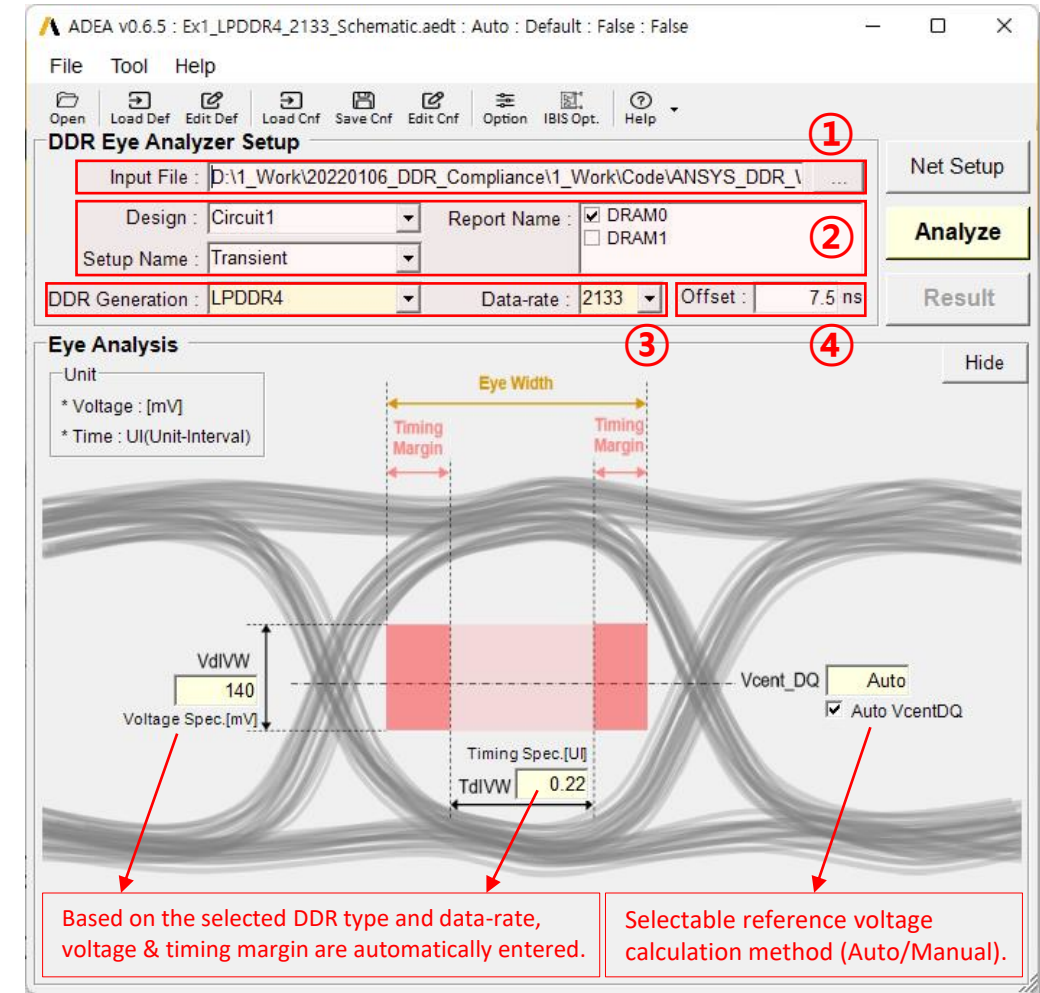 ADEA v0.6.5 : Ex1_LPDDR4_2133_Schematic.aedt : Auto : Default : False : False
File Tool Help
Open Load Def Edit Def Load Cnf Save Cnf Edit Cnf Option IBIS Opt. Help
DDR Eye Analyzer Setup
①
Input File : D:\1_Work\20220106_DDR_Compliance\1_Work\Code\ANSYS_DDR_\ ...
Net Setup
Design : Circuit1 Report Name : DRAM0
DRAM1
②
Analyze
Setup Name : Transient
DDR Generation : LPDDR4 Data-rate : 2133 Offset : 7.5 ns
Result
③ ④
Eye Analysis
Hide
Unit
* Voltage : [mV]
* Time : UI(Unit-Interval)
Eye Width
Timing Timing
Margin Margin
VdIVW
140
Voltage Spec.[mV]
Vcent_DQ Auto
Auto VcentDQ
Timing Spec.[UI]
TdIVW 0.22
Based on the selected DDR type and data-rate,
voltage & timing margin are automatically entered.
Selectable reference voltage
calculation method (Auto/Manual).